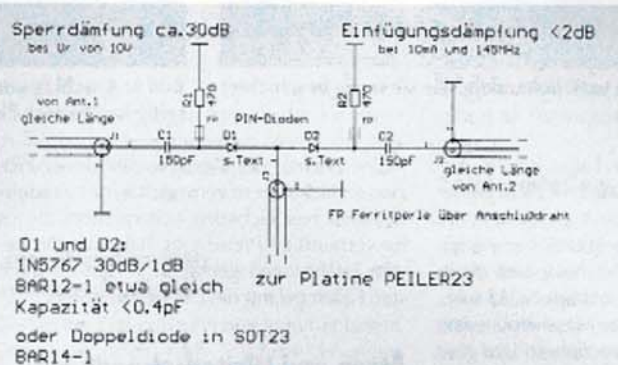 Sperrdämfung ca.30dB
bei Ur von 10V
Einfügungsdämpfung <2dB
bei 10mA und 145MHz
von Ant.1
gleiche Länge
J1
C1
150pF
R1
470
FP
PIN-Dioden
D1
s.Text
D2
s.Text
R2
470
FP
C2
150pF
J2
gleiche Länge
von Ant.2
J3
FP Ferritperle über Anschlußdraht
zur Platine PEILER23
D1 und D2:
1N5767 30dB/1dB
BAR12-1 etwa gleich
Kapazität <0.4pF
oder Doppeldiode in SOT23
BAR14-1